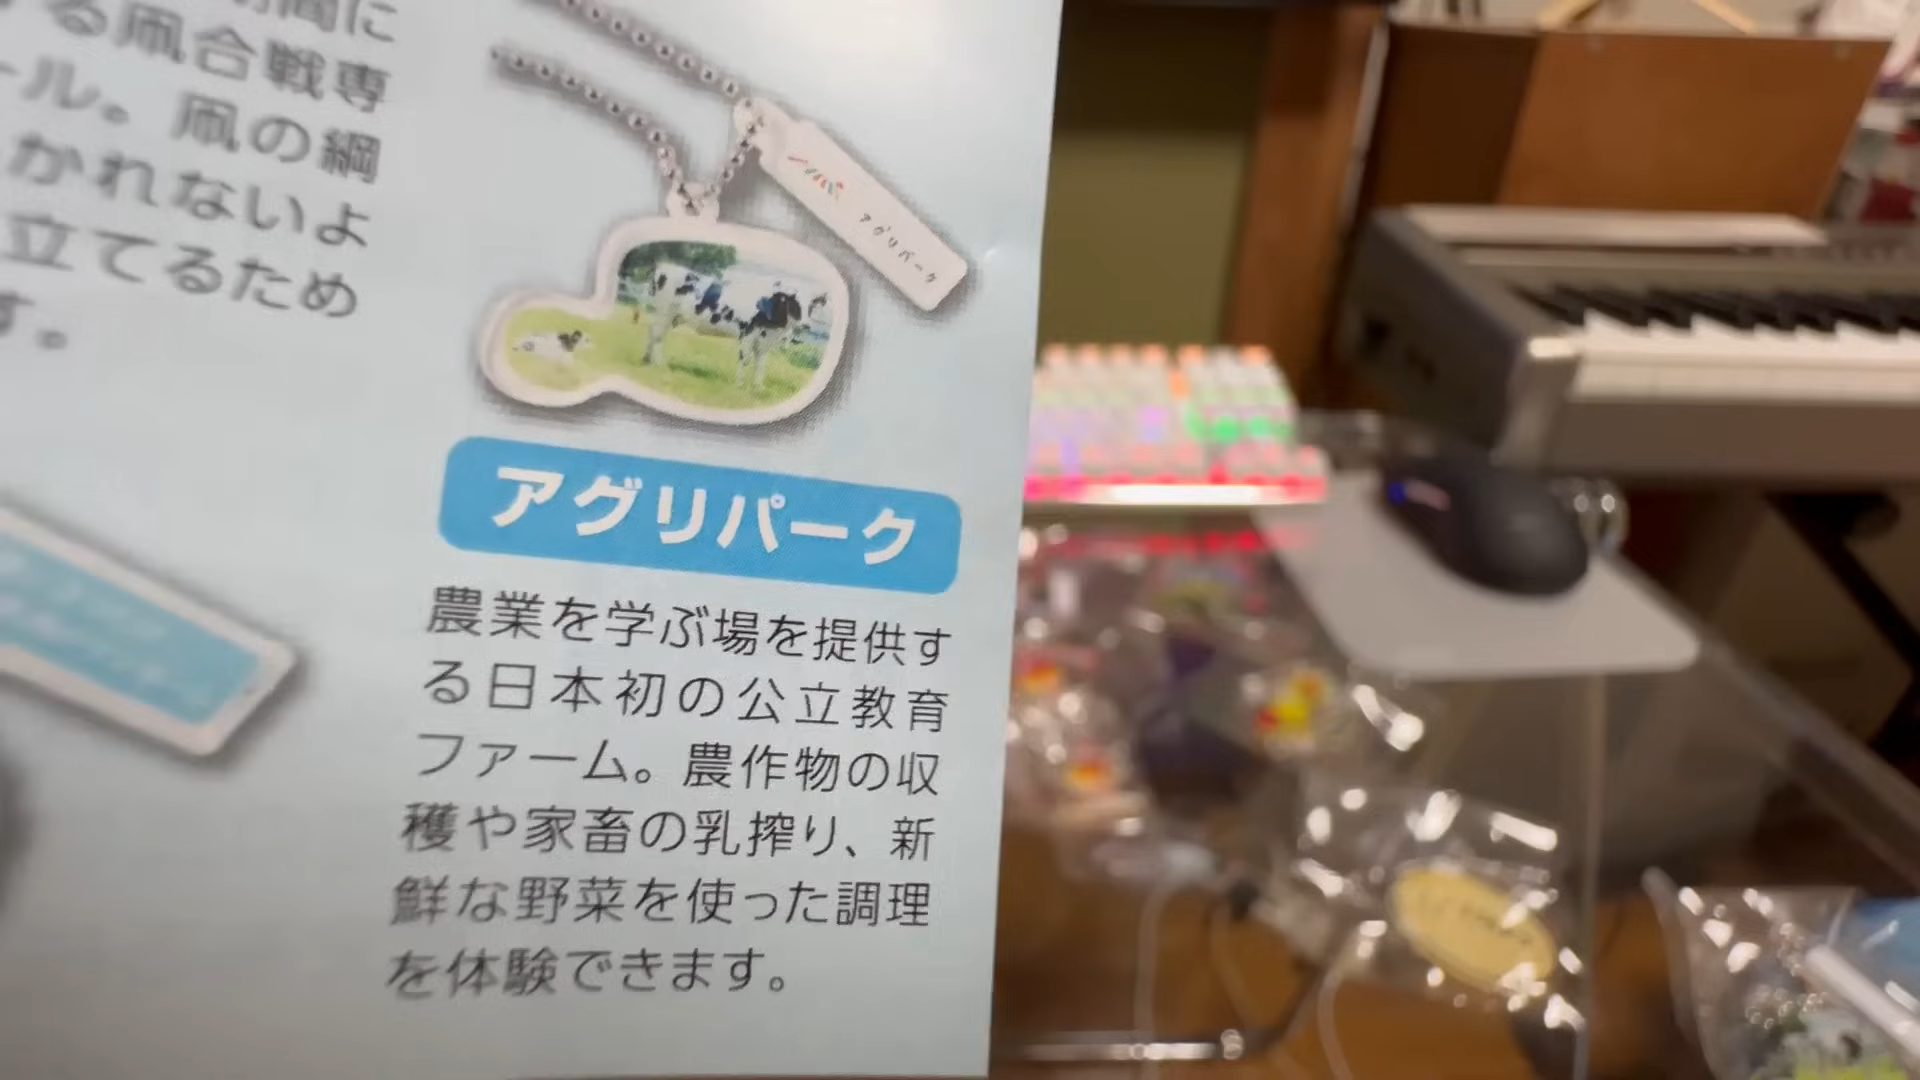 間に
る凧合戦専
ール。凧の綱
かれないよ
立てるため
す。
アグリパーク
アグリパーク
農業を学ぶ場を提供す
る日本初の公立教育
ファーム。農作物の収
穫や家畜の乳搾り、新
鮮な野菜を使った調理
を体験できます。